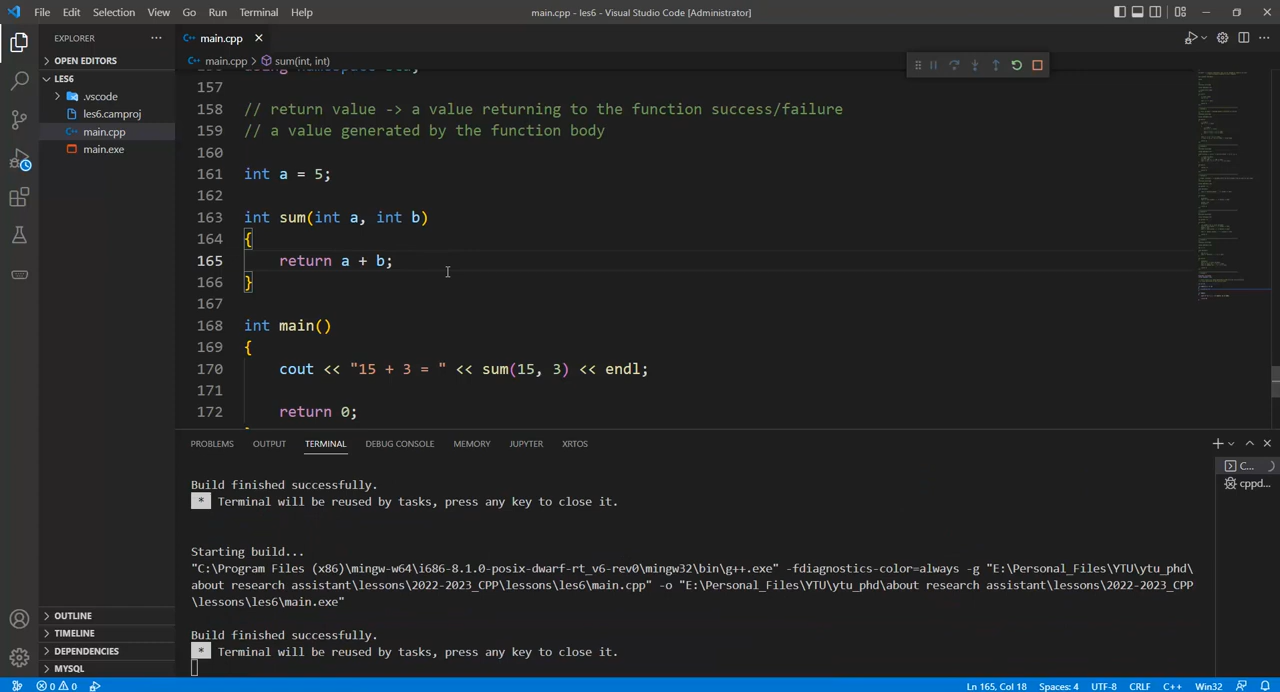 File Edit Selection View Go Run Terminal Help
main.cpp - les6 - Visual Studio Code [Administrator]
EXPLORER
main.cpp
OPEN EDITORS
main.cpp > sum(int, int)
LES6
.vscode
les6.camproj
main.cpp
main.exe
157
158 // return value -> a value returning to the function success/failure
159 // a value generated by the function body
160
161 int a = 5;
162
163 int sum(int a, int b)
164 {
165 return a + b;
166 }
167
168 int main()
169 {
170 cout << "15 + 3 = " << sum(15, 3) << endl;
171
172 return 0;
PROBLEMS OUTPUT TERMINAL DEBUG CONSOLE MEMORY JUPYTER XRTOS
C...
cppd...
Build finished successfully.
* Terminal will be reused by tasks, press any key to close it.
Starting build...
"C:\Program Files (x86)\mingw-w64\i686-8.1.0-posix-dwarf-rt_v6-rev0\mingw32\bin\g++.exe" -fdiagnostics-color=always -g "E:\Personal_Files\YTU\ytu_phd\
about research assistant\lessons\2022-2023_CPP\lessons\les6\main.cpp" -o "E:\Personal_Files\YTU\ytu_phd\about research assistant\lessons\2022-2023_CPP
\lessons\les6\main.exe"
Build finished successfully.
* Terminal will be reused by tasks, press any key to close it.
OUTLINE
TIMELINE
DEPENDENCIES
MYSQL
0 0
Ln 165, Col 18 Spaces: 4 UTF-8 CRLF C++ Win32